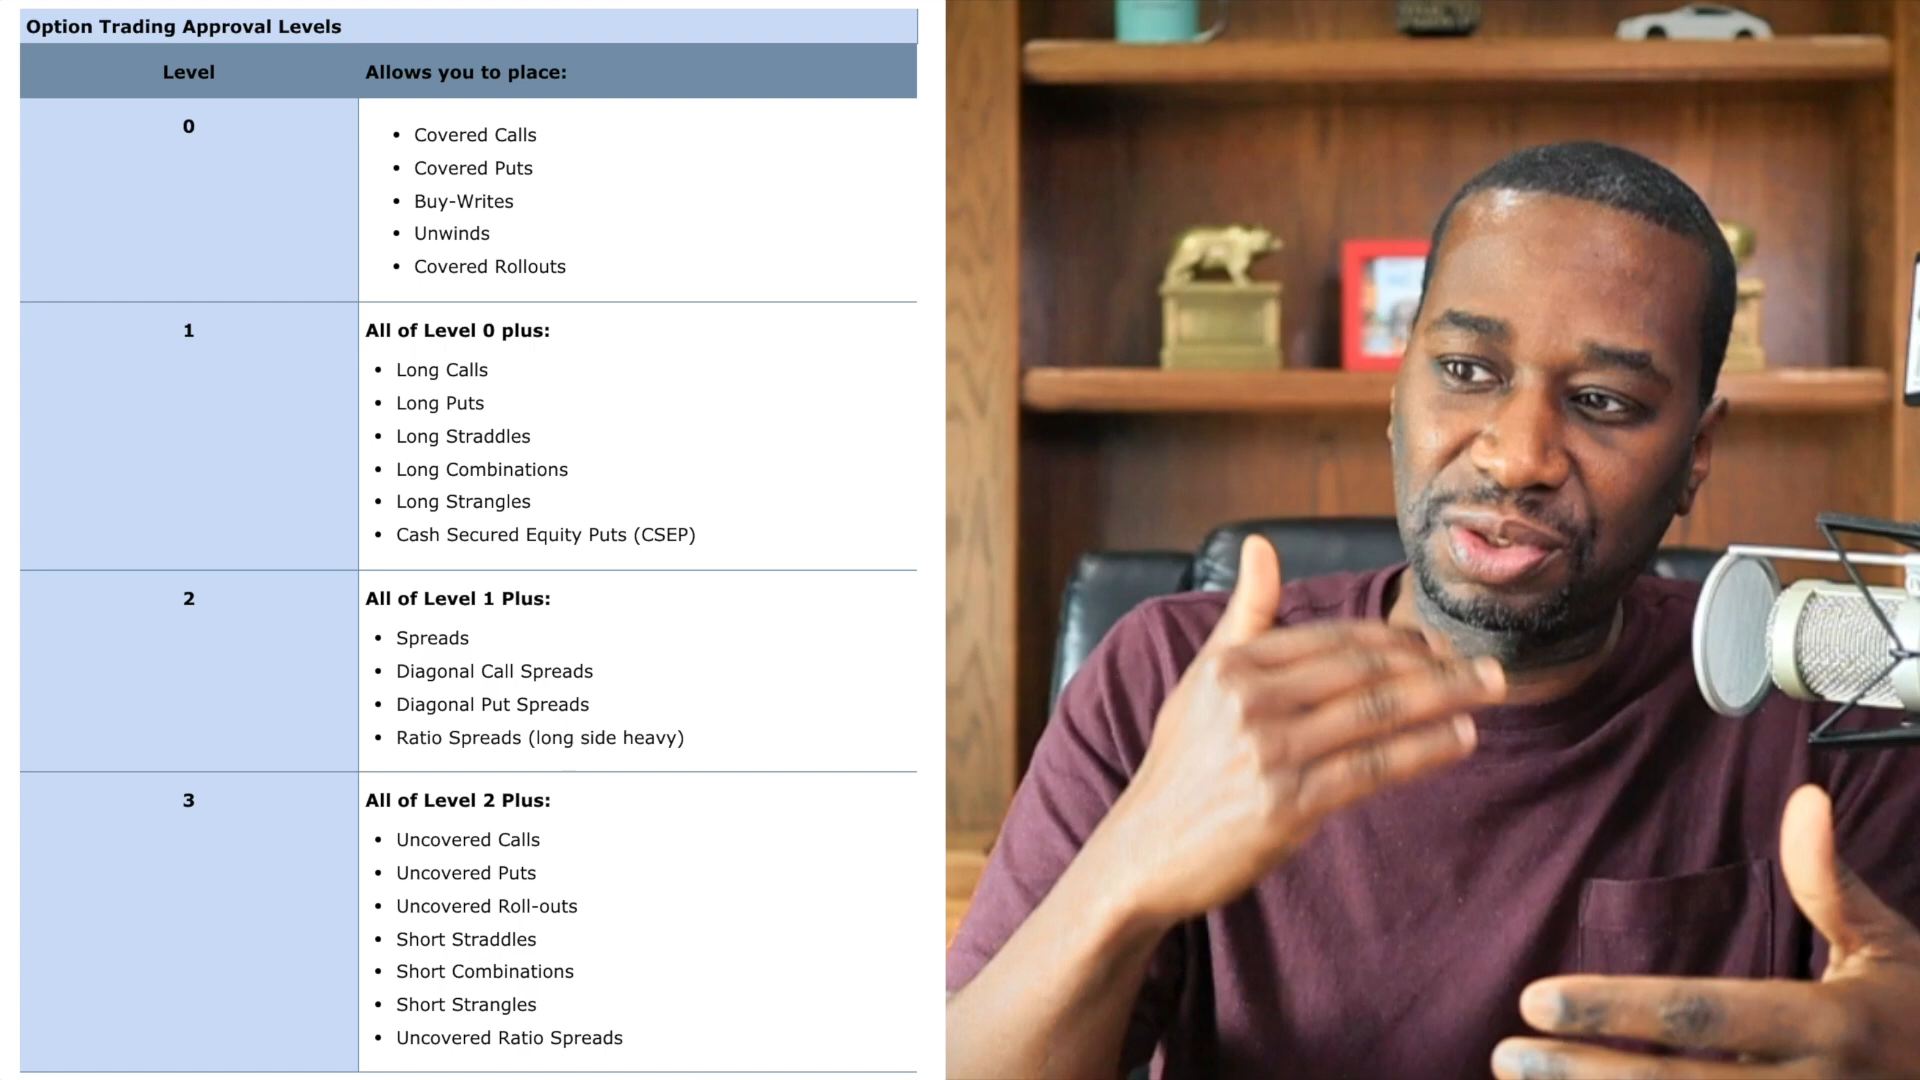 Option Trading Approval Levels
Level Allows you to place:
0
• Covered Calls
• Covered Puts
• Buy-Writes
• Unwinds
• Covered Rollouts
1 All of Level 0 plus:
• Long Calls
• Long Puts
• Long Straddles
• Long Combinations
• Long Strangles
• Cash Secured Equity Puts (CSEP)
2 All of Level 1 Plus:
• Spreads
• Diagonal Call Spreads
• Diagonal Put Spreads
• Ratio Spreads (long side heavy)
3 All of Level 2 Plus:
• Uncovered Calls
• Uncovered Puts
• Uncovered Roll-outs
• Short Straddles
• Short Combinations
• Short Strangles
• Uncovered Ratio Spreads